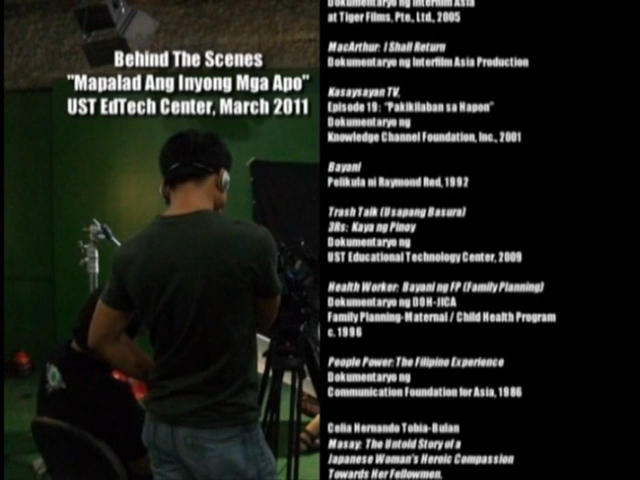 Behind The Scenes
"Mapalad Ang Inyong Mga Apo"
UST EdTech Center, March 2011
Dokumentaryo ng Interfilm Asia
at Tiger Films, Pte., Ltd., 2005
MacArthur: I Shall Return
Dokumentaryo ng Interfilm Asia Production
Kasaysayan TV,
Episode 19: "Pakikilaban sa Hapon"
Dokumentaryo ng
Knowledge Channel Foundation, Inc., 2001
Bayani
Pelikula ni Raymond Red, 1992
Trash Talk (Usapang Basura)
3Rs: Kaya ng Pinoy
Dokumentaryo ng
UST Educational Technology Center, 2009
Health Worker: Bayani ng FP (Family Planning)
Dokumentaryo ng DOH-JICA
Family Planning-Maternal / Child Health Program
c. 1996
People Power: The Filipino Experience
Dokumentaryo ng
Communication Foundation for Asia, 1986
Celia Hernando Tobia-Bulan
Masay: The Untold Story of a
Japanese Woman's Heroic Compassion
Towards Her Fellowmen.